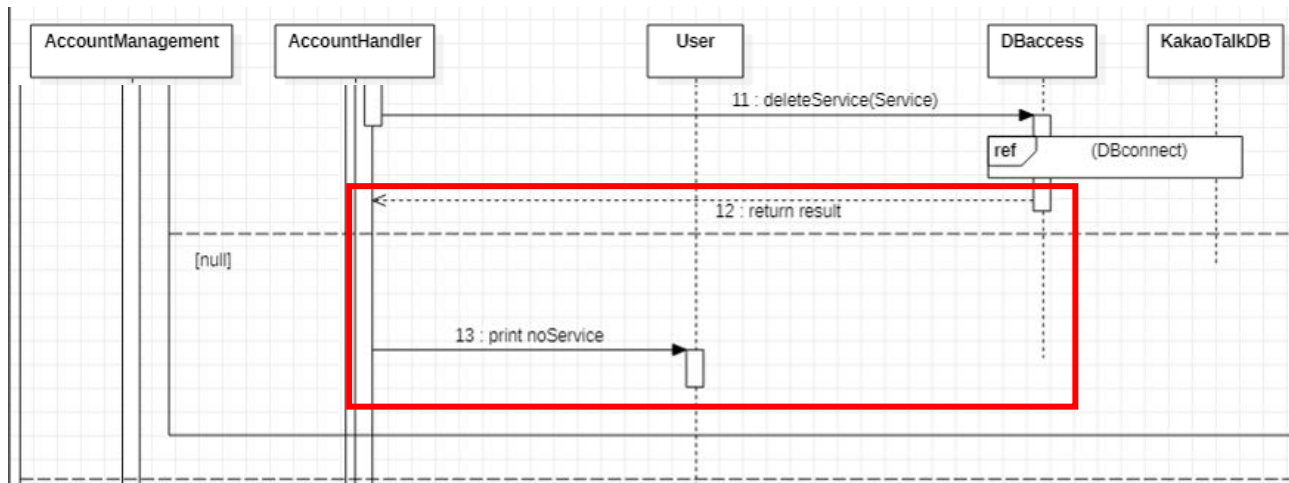 AccountManagement
AccountHandler
User
DBaccess
KakaoTalkDB
11 : deleteService(Service)
ref
(DBconnect)
12 : return result
[null]
13 : print noService